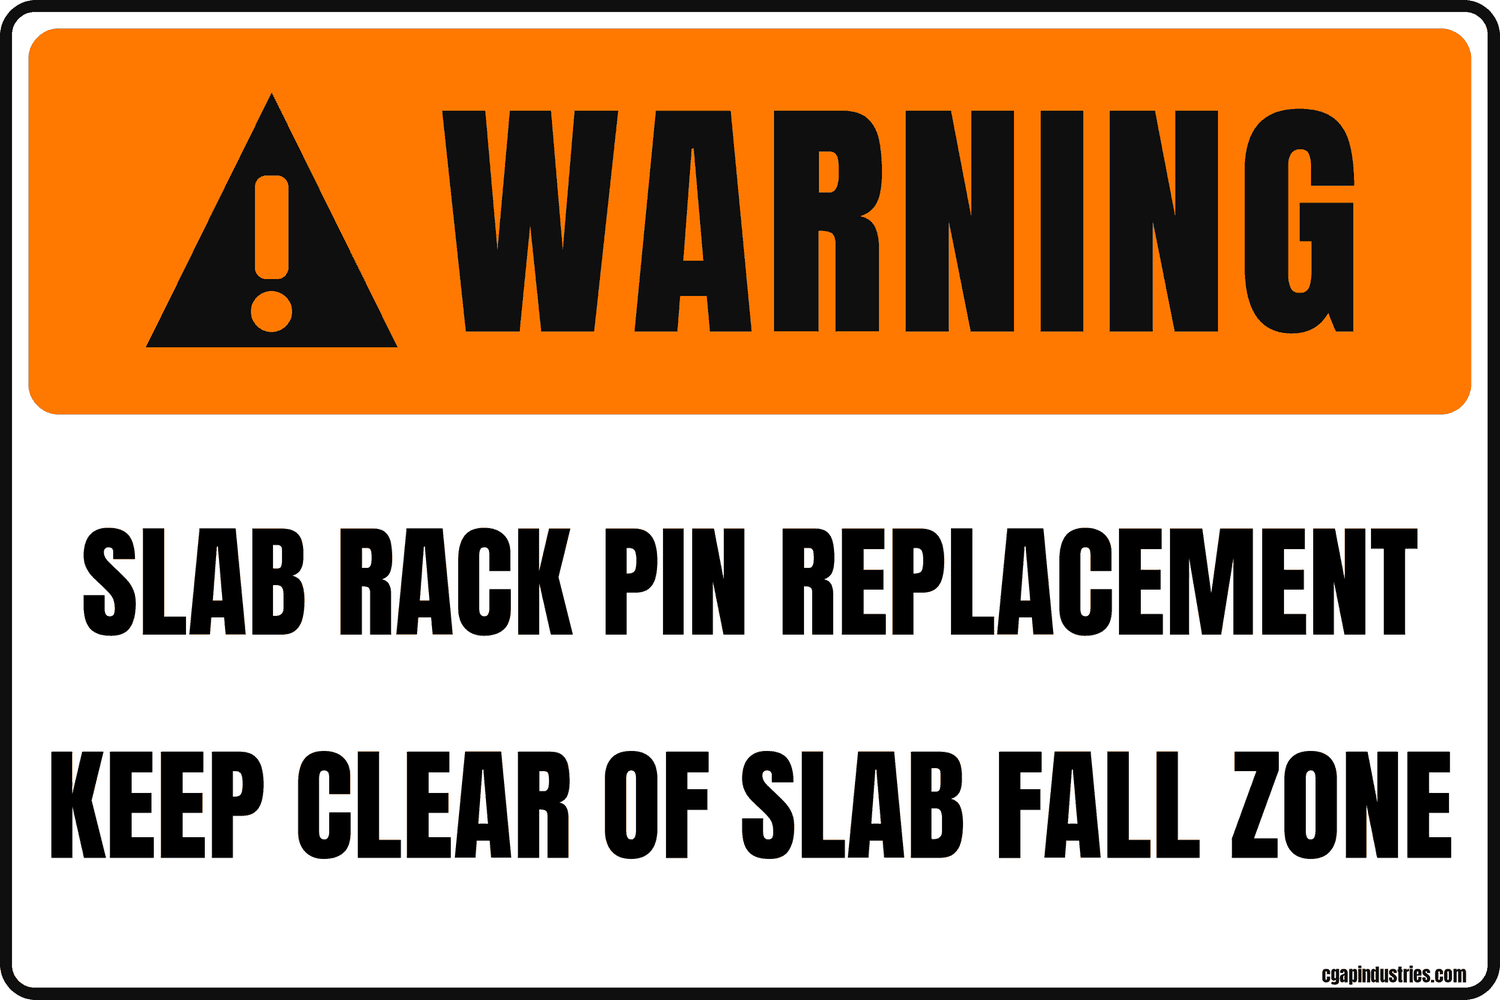 WARNING
SLAB RACK PIN REPLACEMENT
KEEP CLEAR OF SLAB FALL ZONE
cgapindustries.com